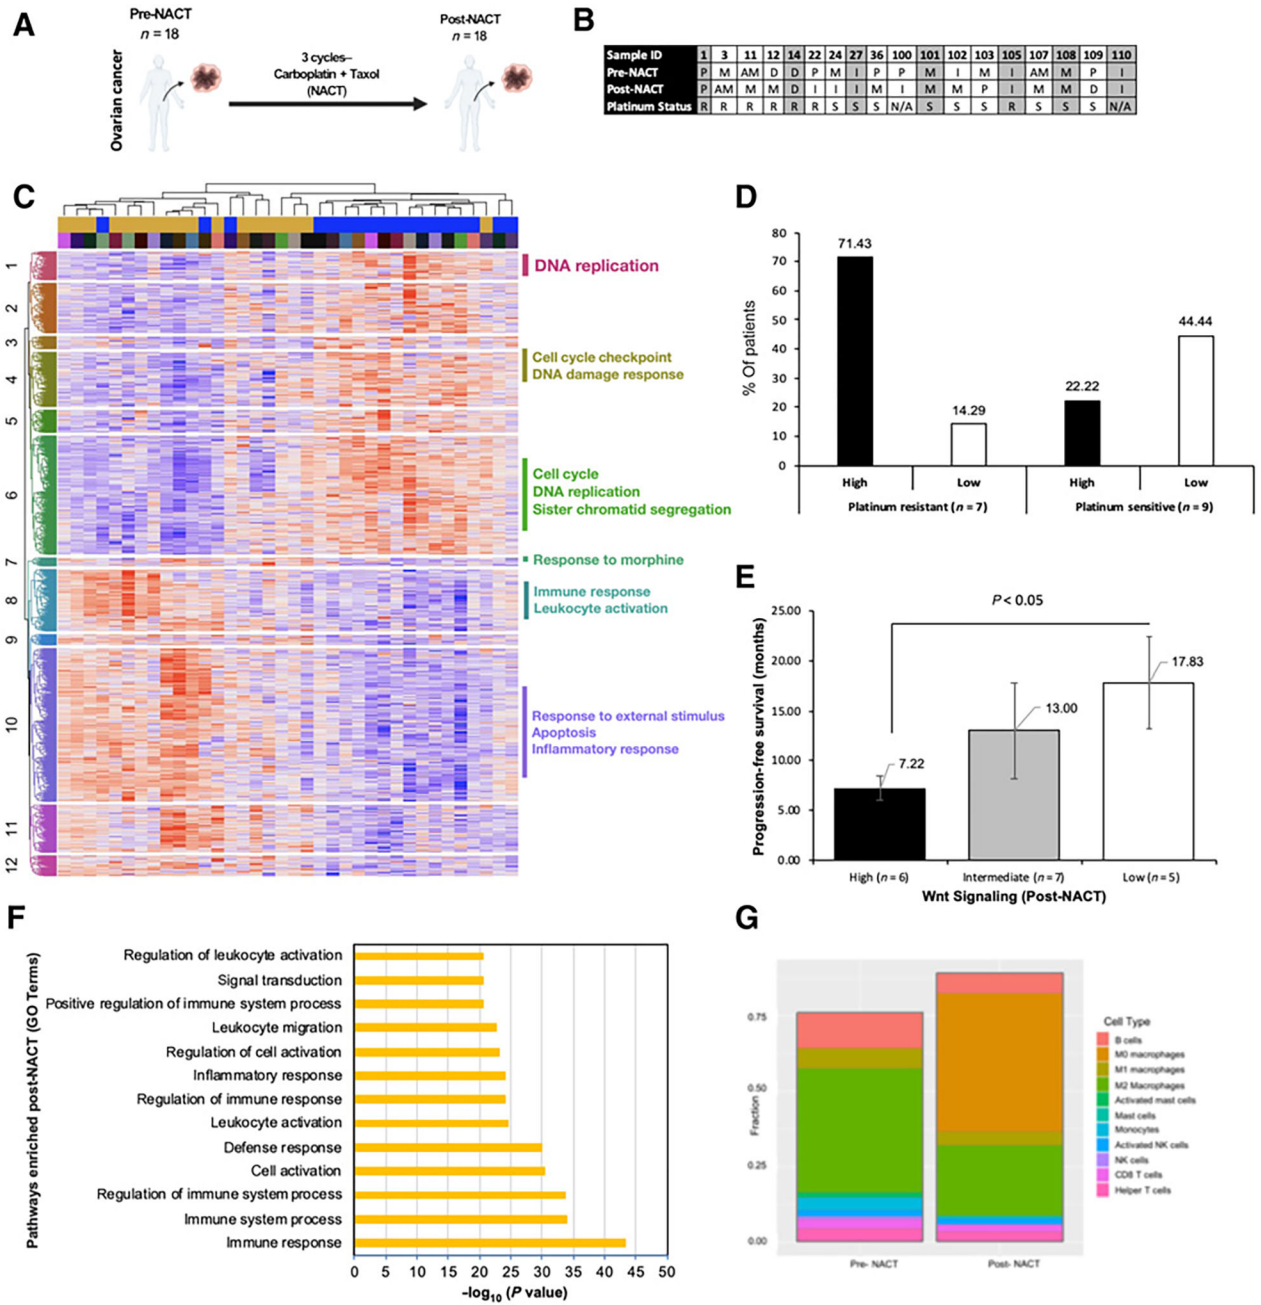 A
Pre-NACT
n = 18
Post-NACT
n = 18
3 cycles–
Carboplatin + Taxol
(NACT)
Ovarian cancer
B
Sample ID 1 3 11 12 14 22 24 27 36 100 101 102 103 105 107 108 109 110
Pre-NACT P M AM D D P M I P P M I M I AM M P I
Post-NACT P AM M M D I I I M I M M P I M M D I
Platinum Status R R R R R R S S S N/A S S S R S S S N/A
C
1
2
3
4
5
6
7
8
9
10
11
12
DNA replication
Cell cycle checkpoint
DNA damage response
Cell cycle
DNA replication
Sister chromatid segregation
Response to morphine
Immune response
Leukocyte activation
Response to external stimulus
Apoptosis
Inflammatory response
D
% Of patients
80
70
60
50
40
30
20
10
0
71.43
14.29
22.22
44.44
High Low High Low
Platinum resistant (n = 7) Platinum sensitive (n = 9)
E
Progression-free survival (months)
25.00
20.00
15.00
10.00
5.00
0.00
P < 0.05
7.22
13.00
17.83
High (n = 6) Intermediate (n = 7) Low (n = 5)
Wnt Signaling (Post-NACT)
F
Pathways enriched post-NACT (GO Terms)
Regulation of leukocyte activation
Signal transduction
Positive regulation of immune system process
Leukocyte migration
Regulation of cell activation
Inflammatory response
Regulation of immune response
Leukocyte activation
Defense response
Cell activation
Regulation of immune system process
Immune system process
Immune response
0 5 10 15 20 25 30 35 40 45 50
–log10 (P value)
G
Fraction
0.75
0.50
0.25
0.00
Pre- NACT Post- NACT
Cell Type
B cells
M0 macrophages
M1 macrophages
M2 Macrophages
Activated mast cells
Mast cells
Monocytes
Activated NK cells
NK cells
CD8 T cells
Helper T cells